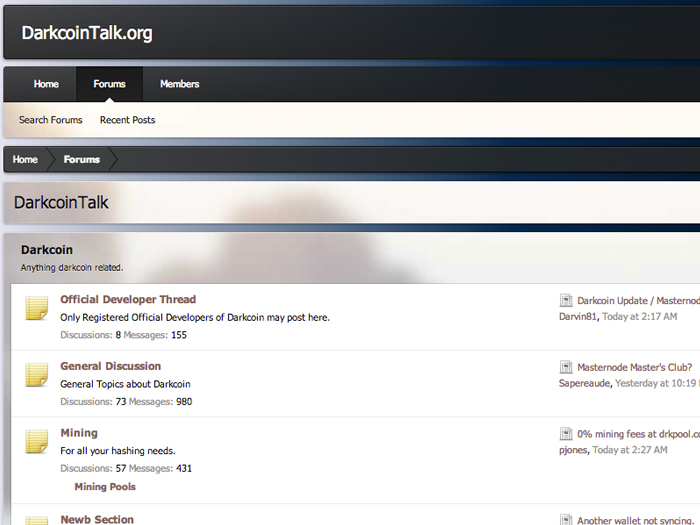 DarkcoinTalk.org
Home Forums Members
Search Forums Recent Posts
Home Forums
DarkcoinTalk
Darkcoin
Anything darkcoin related.
Official Developer Thread
Only Registered Official Developers of Darkcoin may post here.
Discussions: 8 Messages: 155
Darkcoin Update / Masternod
Darvin81, Today at 2:17 AM
General Discussion
General Topics about Darkcoin
Discussions: 73 Messages: 980
Masternode Master's Club?
Sapereaude, Yesterday at 10:19
Mining
For all your hashing needs.
Discussions: 57 Messages: 431
Mining Pools
0% mining fees at drkpool.c
pjones, Today at 2:27 AM
Newb Section
Another wallet not syncing.